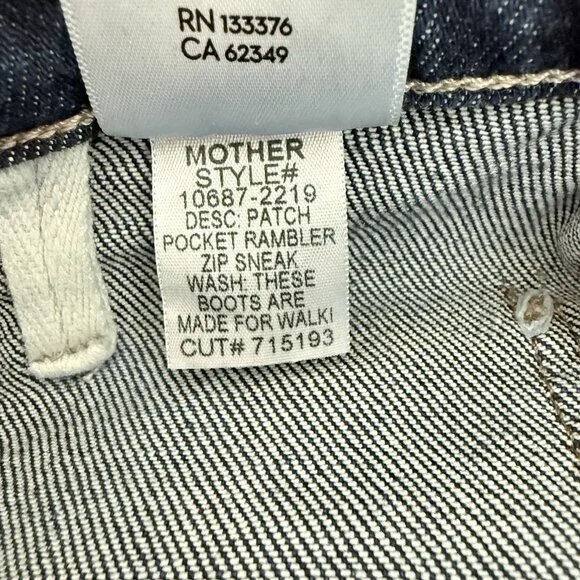 RN 133376
CA 62349
MOTHER
STYLE#
10687-2219
DESC: PATCH
POCKET RAMBLER
ZIP SNEAK
WASH: THESE
BOOTS ARE
MADE FOR WALKI
CUT# 715193